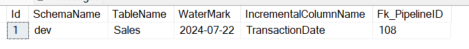 Id SchemaName TableName WaterMark IncrementalColumnName Fk_PipelineID
1 dev Sales 2024-07-22 TransactionDate 108